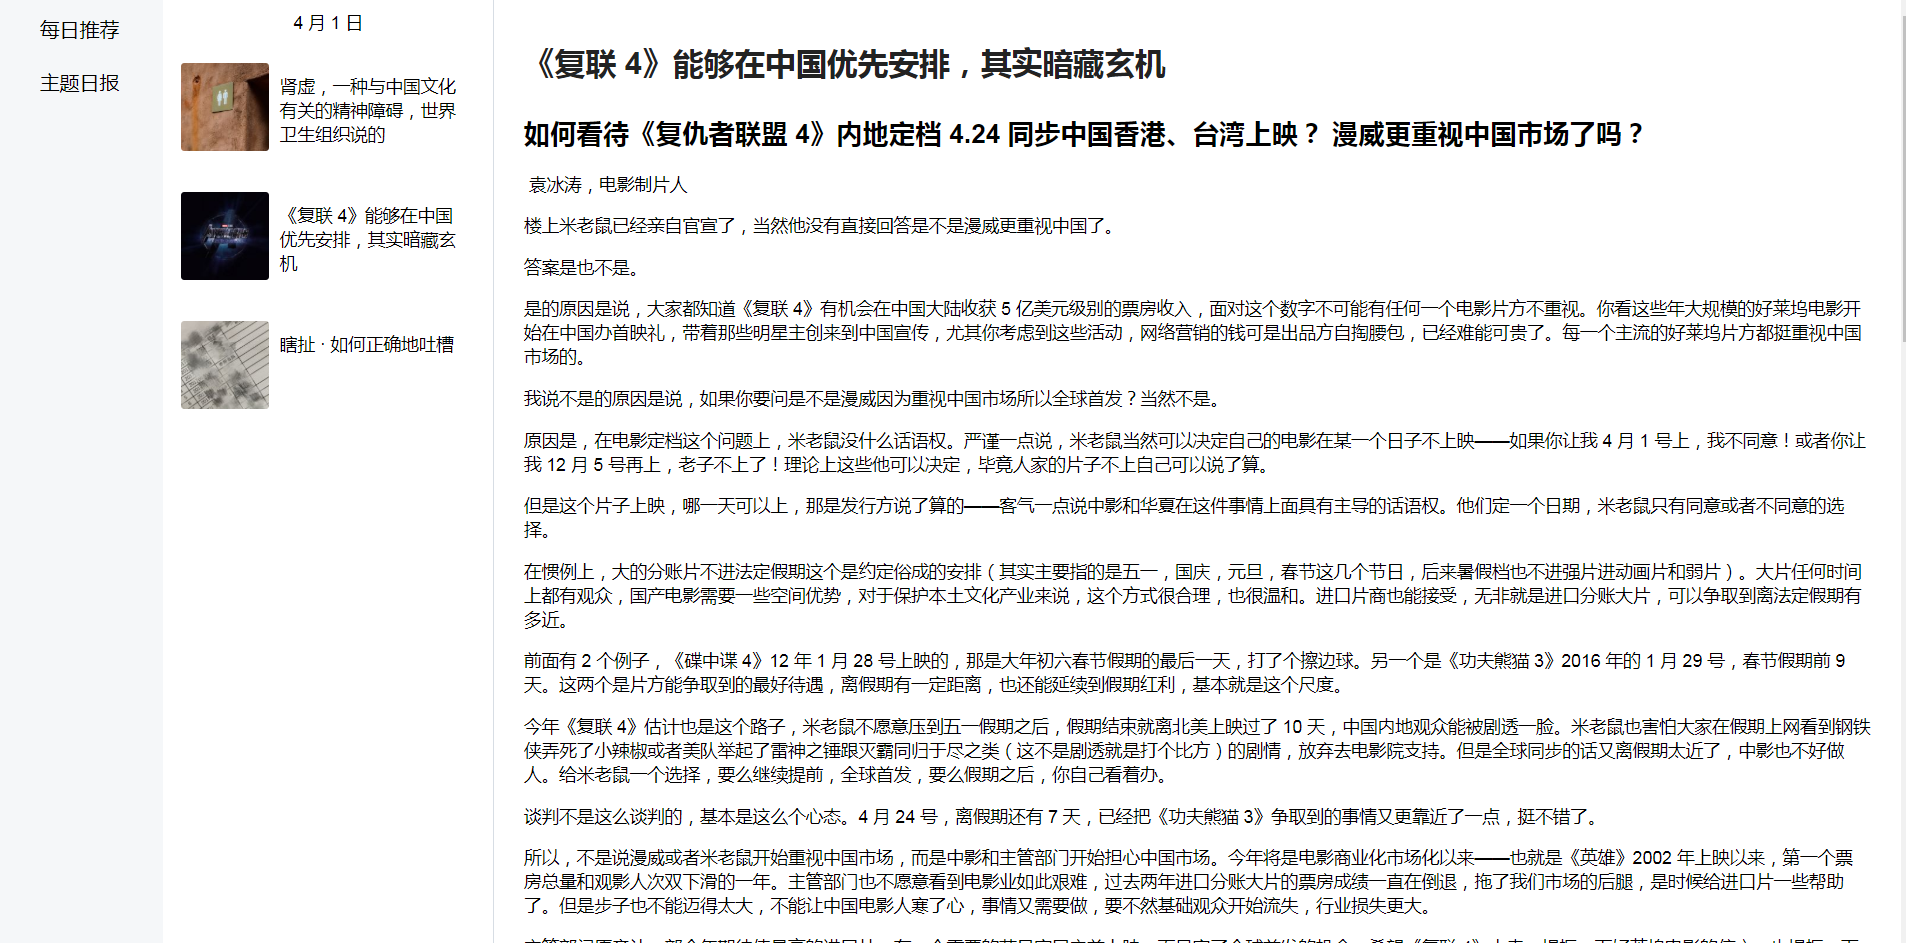 每日推荐
主题日报
4 月 1 日
肾虚，一种与中国文化
有关的精神障碍，世界
卫生组织说的
《复联 4》能够在中国
优先安排，其实暗藏玄
机
瞎扯 · 如何正确地吐槽
《复联 4》能够在中国优先安排，其实暗藏玄机
如何看待《复仇者联盟 4》内地定档 4.24 同步中国香港、台湾上映？ 漫威更重视中国市场了吗？
袁冰涛，电影制片人
楼上米老鼠已经亲自官宣了，当然他没有直接回答是不是漫威更重视中国了。
答案是也不是。
是的原因是说，大家都知道《复联 4》有机会在中国大陆收获 5 亿美元级别的票房收入，面对这个数字不可能有任何一个电影片方不重视。你看这些年大规模的好莱坞电影开
始在中国办首映礼，带着那些明星主创来到中国宣传，尤其你考虑到这些活动，网络营销的钱可是出品方自掏腰包，已经难能可贵了。每一个主流的好莱坞片方都挺重视中国
市场的。
我说不是的原因是说，如果你要问是不是漫威因为重视中国市场所以全球首发？当然不是。
原因是，在电影定档这个问题上，米老鼠没什么话语权。严谨一点说，米老鼠当然可以决定自己的电影在某一个日子不上映——如果你让我 4 月 1 号上，我不同意！或者你让
我 12 月 5 号再上，老子不上了！理论上这些他可以决定，毕竟人家的片子不上自己可以说了算。
但是这个片子上映，哪一天可以上，那是发行方说了算的——客气一点说中影和华夏在这件事情上面具有主导的话语权。他们定一个日期，米老鼠只有同意或者不同意的选
择。
在惯例上，大的分账片不进法定假期这个是约定俗成的安排（其实主要指的是五一，国庆，元旦，春节这几个节日，后来暑假档也不进强片进动画片和弱片）。大片任何时间
上都有观众，国产电影需要一些空间优势，对于保护本土文化产业来说，这个方式很合理，也很温和。进口片商也能接受，无非就是进口分账大片，可以争取到离法定假期有
多近。
前面有 2 个例子，《碟中谍 4》12 年 1 月 28 号上映的，那是大年初六春节假期的最后一天，打了个擦边球。另一个是《功夫熊猫 3》2016 年的 1 月 29 号，春节假期前 9
天。这两个是片方能争取到的最好待遇，离假期有一定距离，也还能延续到假期红利，基本就是这个尺度。
今年《复联 4》估计也是这个路子，米老鼠不愿意压到五一假期之后，假期结束就离北美上映过了 10 天，中国内地观众能被剧透一脸。米老鼠也害怕大家在假期上网看到钢铁
侠弄死了小辣椒或者美队举起了雷神之锤跟灭霸同归于尽之类（这不是剧透就是打个比方）的剧情，放弃去电影院支持。但是全球同步的话又离假期太近了，中影也不好做
人。给米老鼠一个选择，要么继续提前，全球首发，要么假期之后，你自己看着办。
谈判不是这么谈判的，基本是这么个心态。4 月 24 号，离假期还有 7 天，已经把《功夫熊猫 3》争取到的事情又更靠近了一点，挺不错了。
所以，不是说漫威或者米老鼠开始重视中国市场，而是中影和主管部门开始担心中国市场。今年将是电影商业化市场化以来——也就是《英雄》2002 年上映以来，第一个票
房总量和观影人次双下滑的一年。主管部门也不愿意看到电影业如此艰难，过去两年进口分账大片的票房成绩一直在倒退，拖了我们市场的后腿，是时候给进口片一些帮助
了。但是步子也不能迈得太大，不能让中国电影人寒了心，事情又需要做，要不然基础观众开始流失，行业损失更大。